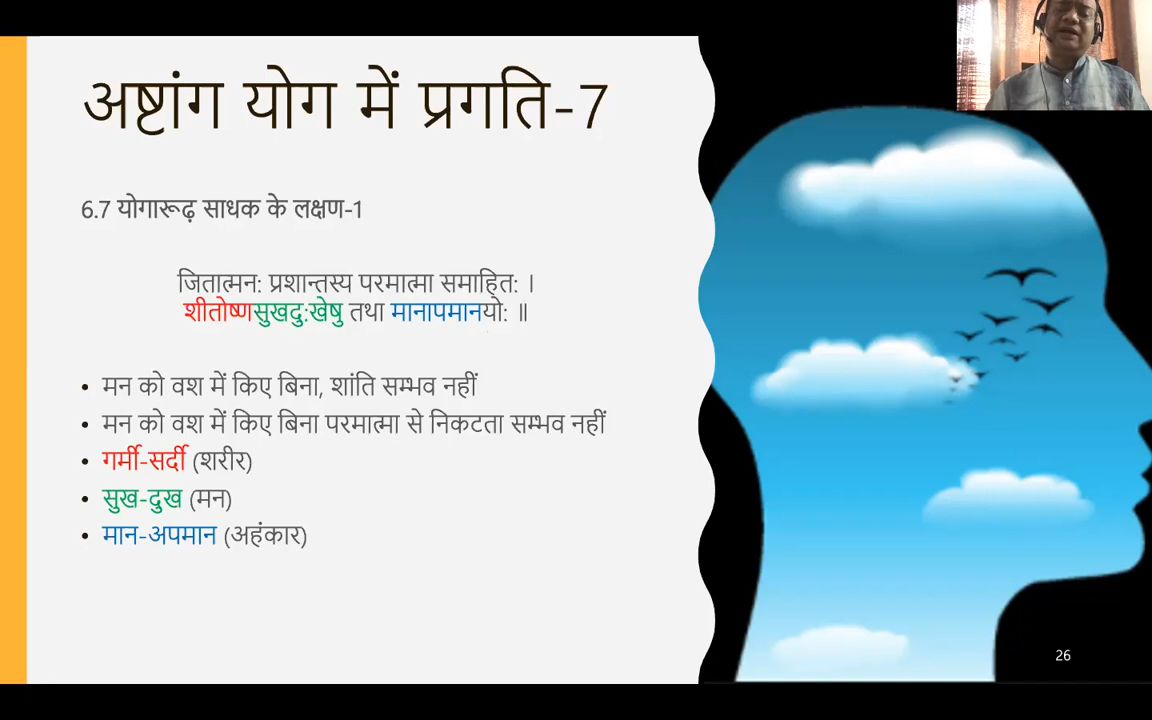 अष्टांग योग में प्रगति-7
6.7 योगारूढ़ साधक के लक्षण-1
जितात्मन: प्रशान्तस्य परमात्मा समाहित: ।
शीतोष्णसुखदु:खेषु तथा मानापमानयो: ॥
• मन को वश में किए बिना, शांति सम्भव नहीं
• मन को वश में किए बिना परमात्मा से निकटता सम्भव नहीं
• गर्मी-सर्दी (शरीर)
• सुख-दुख (मन)
• मान-अपमान (अहंकार)
26